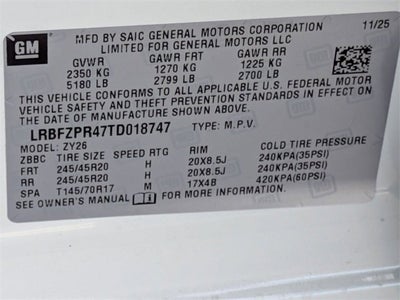 GM
MFD BY SAIC GENERAL MOTORS CORPORATION 11/25
LIMITED FOR GENERAL MOTORS LLC
GVWR GAWR FRT GAWR RR
2350 KG 1270 KG 1225 KG
5180 LB 2799 LB 2700 LB
THIS VEHICLE CONFORMS TO ALL APPLICABLE U.S. FEDERAL MOTOR
VEHICLE SAFETY AND THEFT PREVENTION STANDARDS IN EFFECT ON
THE DATE OF MANUFACTURE SHOWN ABOVE.
LRBFZPR47TD018747 TYPE: M.P.V.
MODEL: ZY26
ZBBC TIRE SIZE SPEED RTG RIM COLD TIRE PRESSURE
FRT 245/45R20 H 20X8.5J 240KPA(35PSI)
RR 245/45R20 H 20X8.5J 240KPA(35PSI)
SPA T145/70R17 M 17X4B 420KPA(60PSI)
SEE OWNER'S MANUAL FOR MORE INFORMATION.